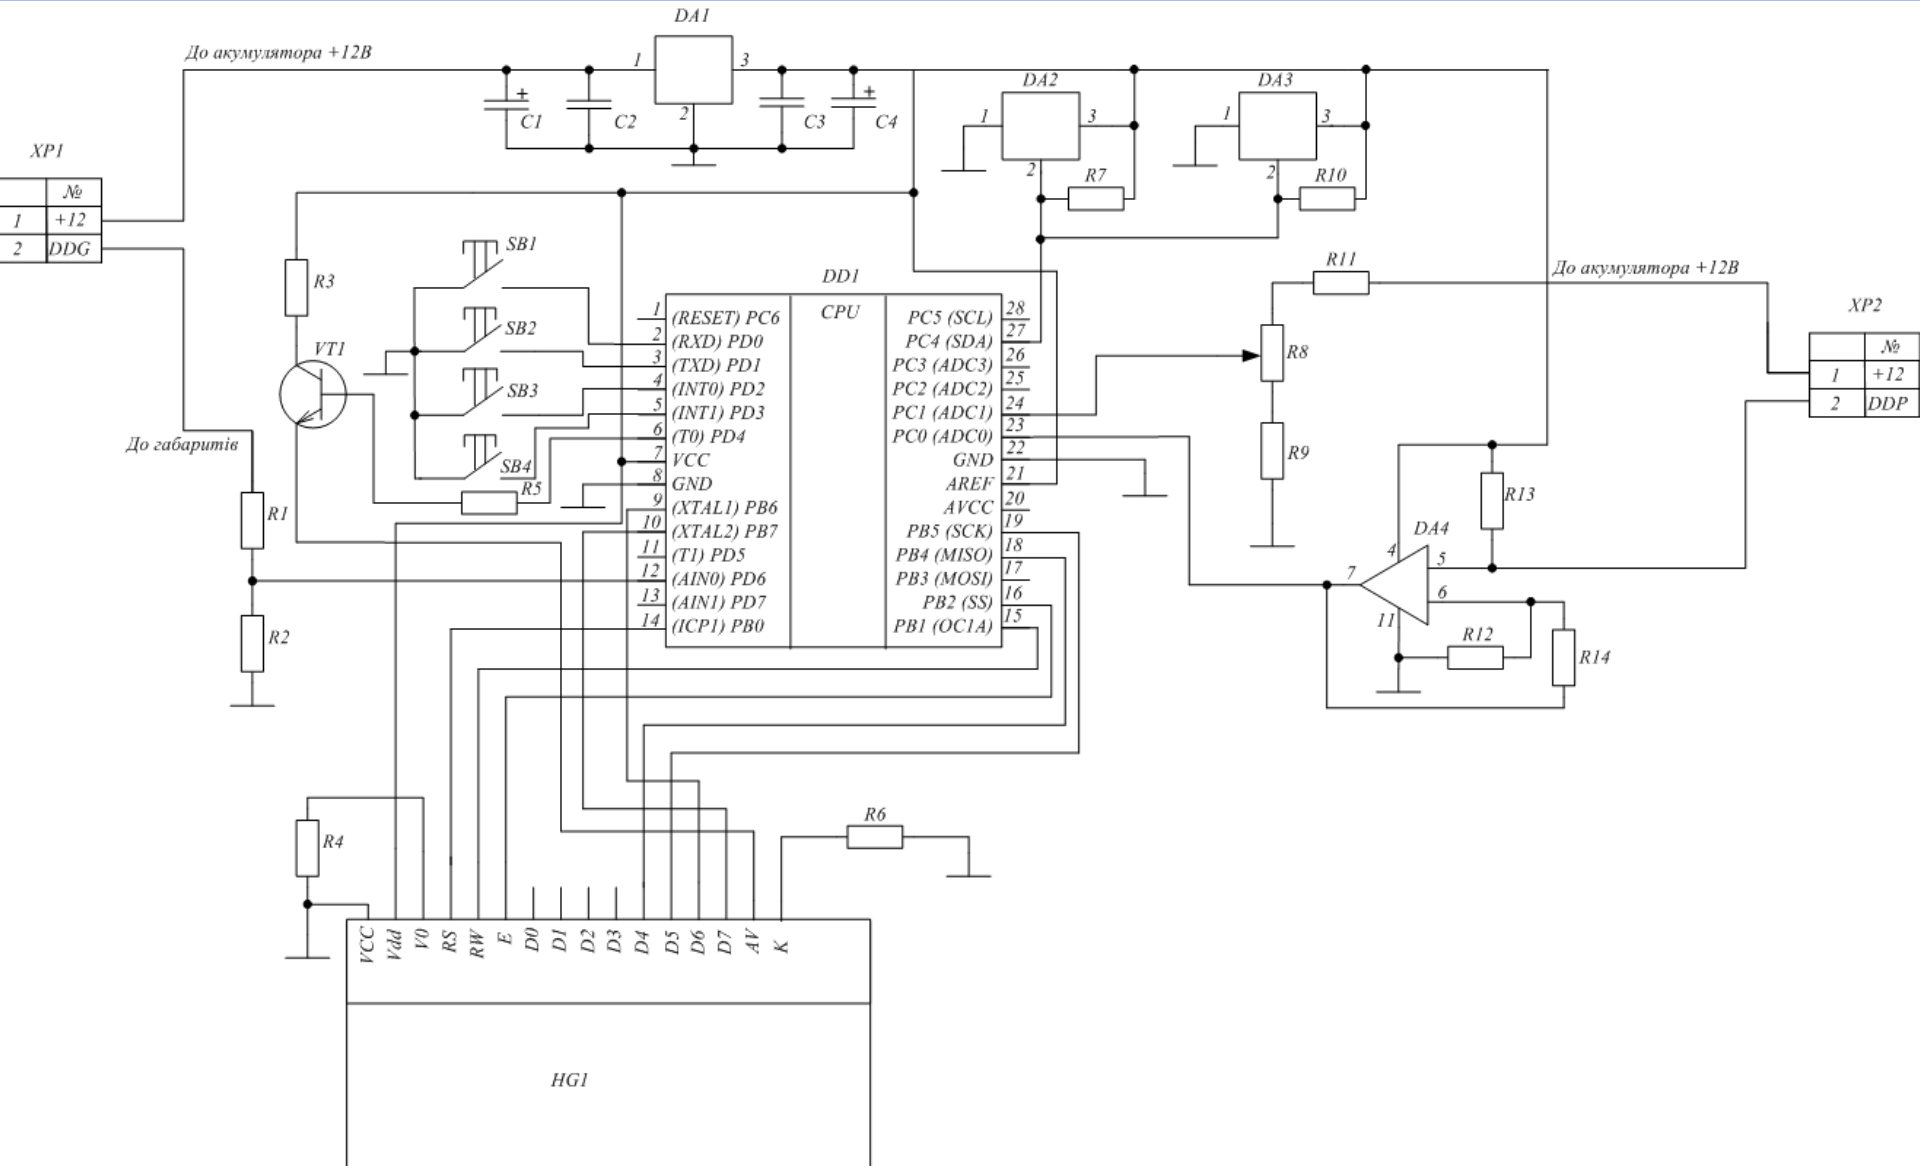 DA1
До акумулятора +12В
1
3
2
+
C1
C2
C3
+
C4
DA2
1
3
2
R7
DA3
1
3
2
R10
XP1
№
1 +12
2 DDG
R3
VT1
До габаритів
R1
R2
SB1
SB2
SB3
SB4
R5
DD1
CPU
1 (RESET) PC6
2 (RXD) PD0
3 (TXD) PD1
4 (INT0) PD2
5 (INT1) PD3
6 (T0) PD4
7 VCC
8 GND
9 (XTAL1) PB6
10 (XTAL2) PB7
11 (T1) PD5
12 (AIN0) PD6
13 (AIN1) PD7
14 (ICP1) PB0
PC5 (SCL) 28
PC4 (SDA) 27
PC3 (ADC3) 26
PC2 (ADC2) 25
PC1 (ADC1) 24
PC0 (ADC0) 23
GND 22
AREF 21
AVCC 20
PB5 (SCK) 19
PB4 (MISO) 18
PB3 (MOSI) 17
PB2 (SS) 16
PB1 (OC1A) 15
R11
До акумулятора +12В
R8
R9
XP2
№
1 +12
2 DDP
R13
DA4
4
5
7
6
11
R12
R14
R4
R6
VCC
Vdd
V0
RS
RW
E
D0
D1
D2
D3
D4
D5
D6
D7
AV
K
HG1